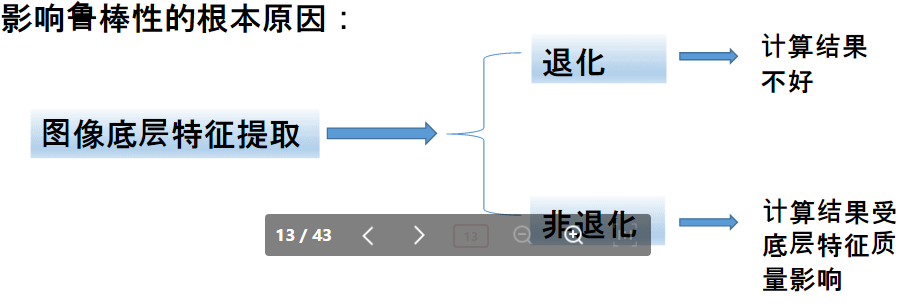 影响鲁棒性的根本原因：
退化
计算结果
不好
图像底层特征提取
非退化
计算结果受
底层特征质
量影响
13 / 43
13